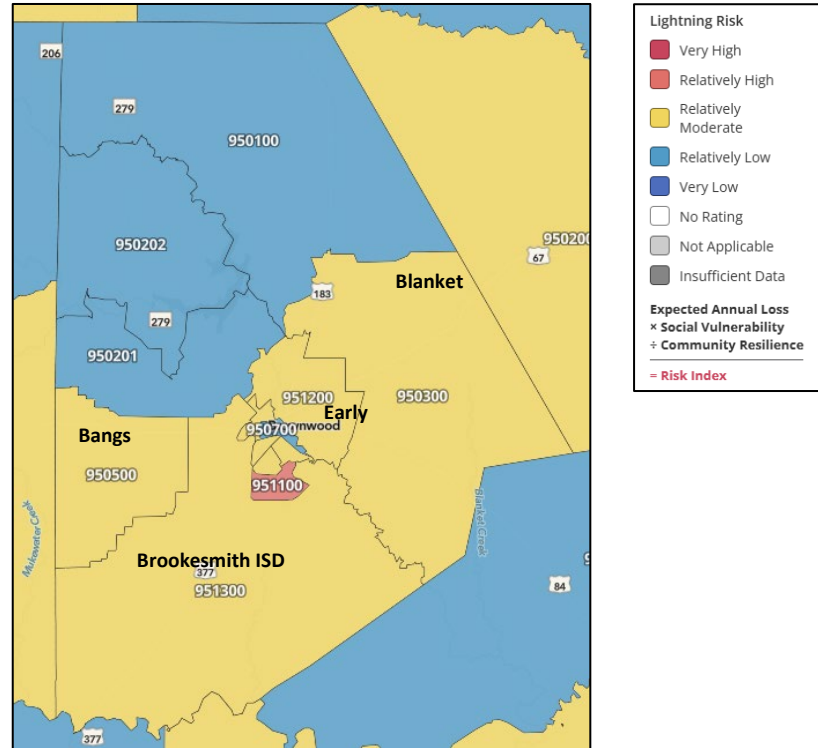 206
279
950100
950202
950200
67
Blanket
183
279
950201
951200
950300
Early
950700
Bangs
950500
951100
Blanket Creek
Mukewater Creek
Brookesmith ISD
377
951300
84
377
Lightning Risk
Very High
Relatively High
Relatively
Moderate
Relatively Low
Very Low
No Rating
Not Applicable
Insufficient Data
Expected Annual Loss
× Social Vulnerability
÷ Community Resilience
= Risk Index